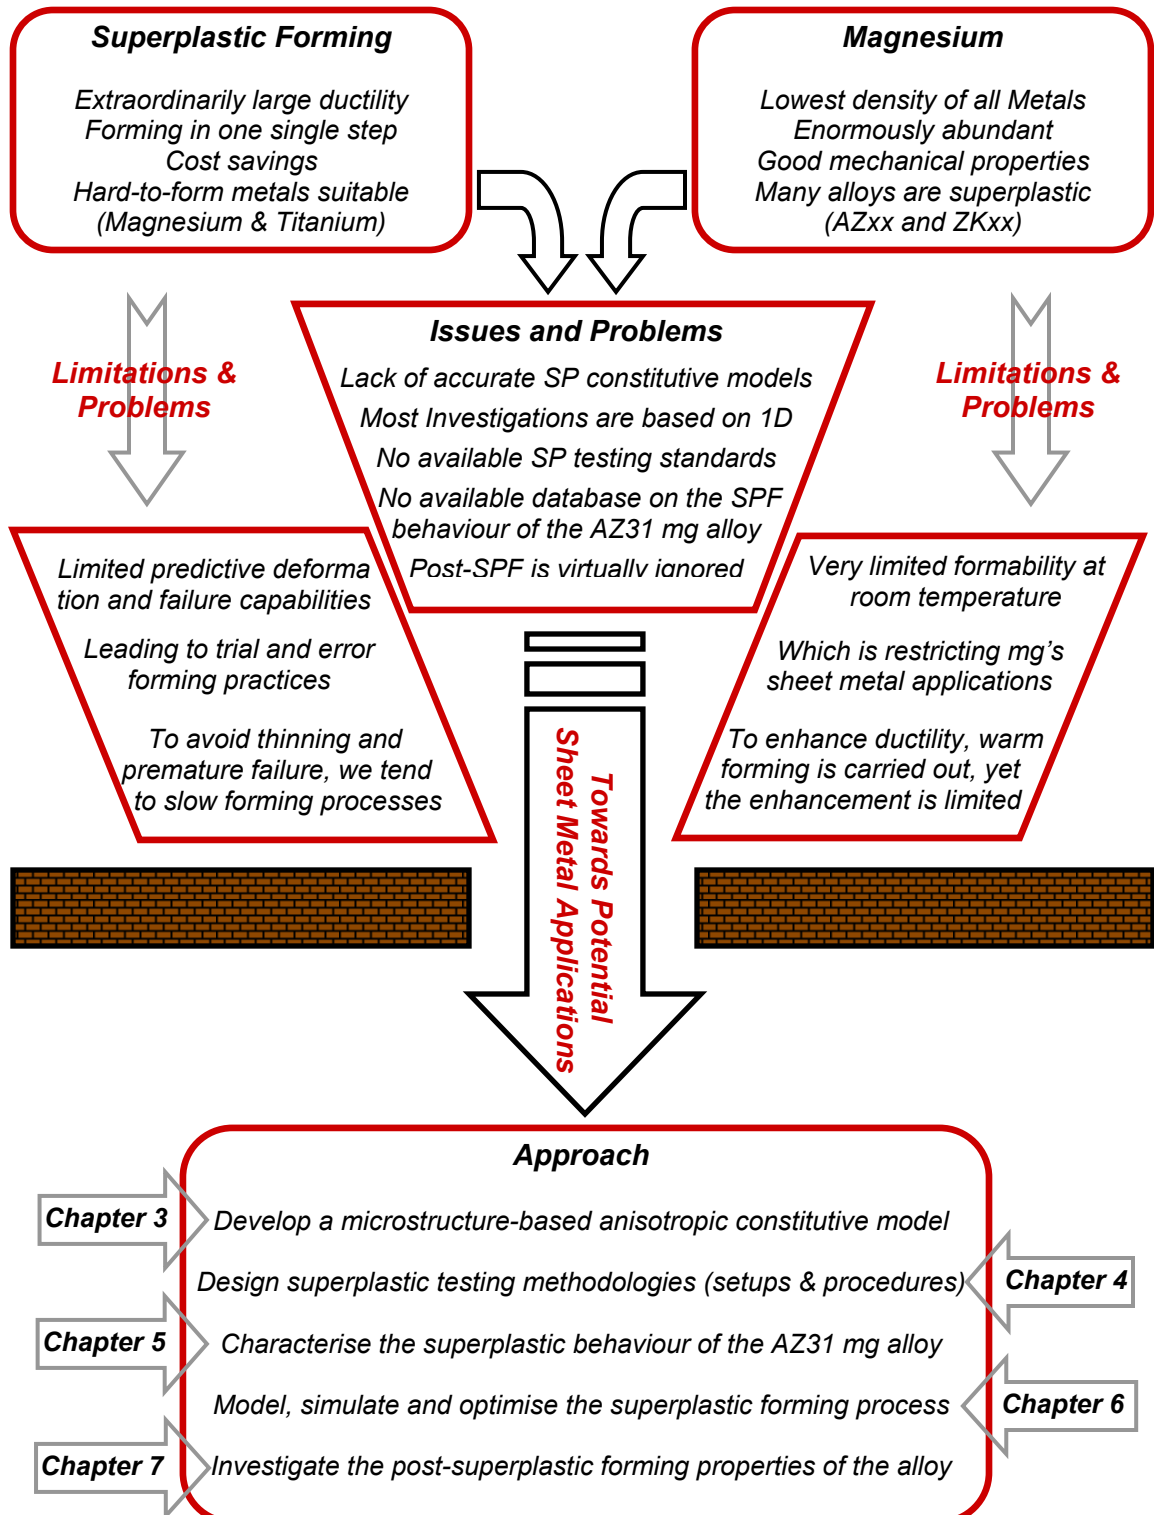 Superplastic Forming
Extraordinarily large ductility
Forming in one single step
Cost savings
Hard-to-form metals suitable
(Magnesium & Titanium)
Magnesium
Lowest density of all Metals
Enormously abundant
Good mechanical properties
Many alloys are superplastic
(AZxx and ZKxx)
Limitations &
Problems
Issues and Problems
Lack of accurate SP constitutive models
Most Investigations are based on 1D
No available SP testing standards
No available database on the SPF
behaviour of the AZ31 mg alloy
Post-SPF is virtually ignored
Limitations &
Problems
Limited predictive deforma
tion and failure capabilities
Leading to trial and error
forming practices
To avoid thinning and
premature failure, we tend
to slow forming processes
Very limited formability at
room temperature
Which is restricting mg's
sheet metal applications
To enhance ductility, warm
forming is carried out, yet
the enhancement is limited
Towards Potential
Sheet Metal Applications
Approach
Chapter 3
Develop a microstructure-based anisotropic constitutive model
Design superplastic testing methodologies (setups & procedures)
Chapter 4
Chapter 5
Characterise the superplastic behaviour of the AZ31 mg alloy
Model, simulate and optimise the superplastic forming process
Chapter 6
Chapter 7
Investigate the post-superplastic forming properties of the alloy